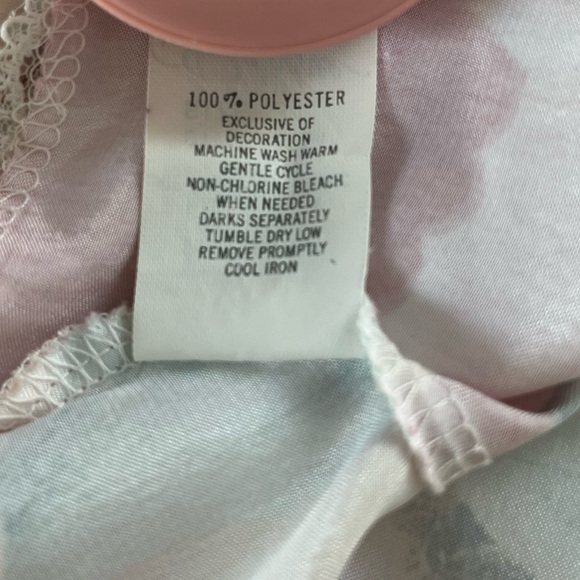 100% POLYESTER
EXCLUSIVE OF
DECORATION
MACHINE WASH WARM
GENTLE CYCLE
NON-CHLORINE BLEACH
WHEN NEEDED
DARKS SEPARATELY
TUMBLE DRY LOW
REMOVE PROMPTLY
COOL IRON